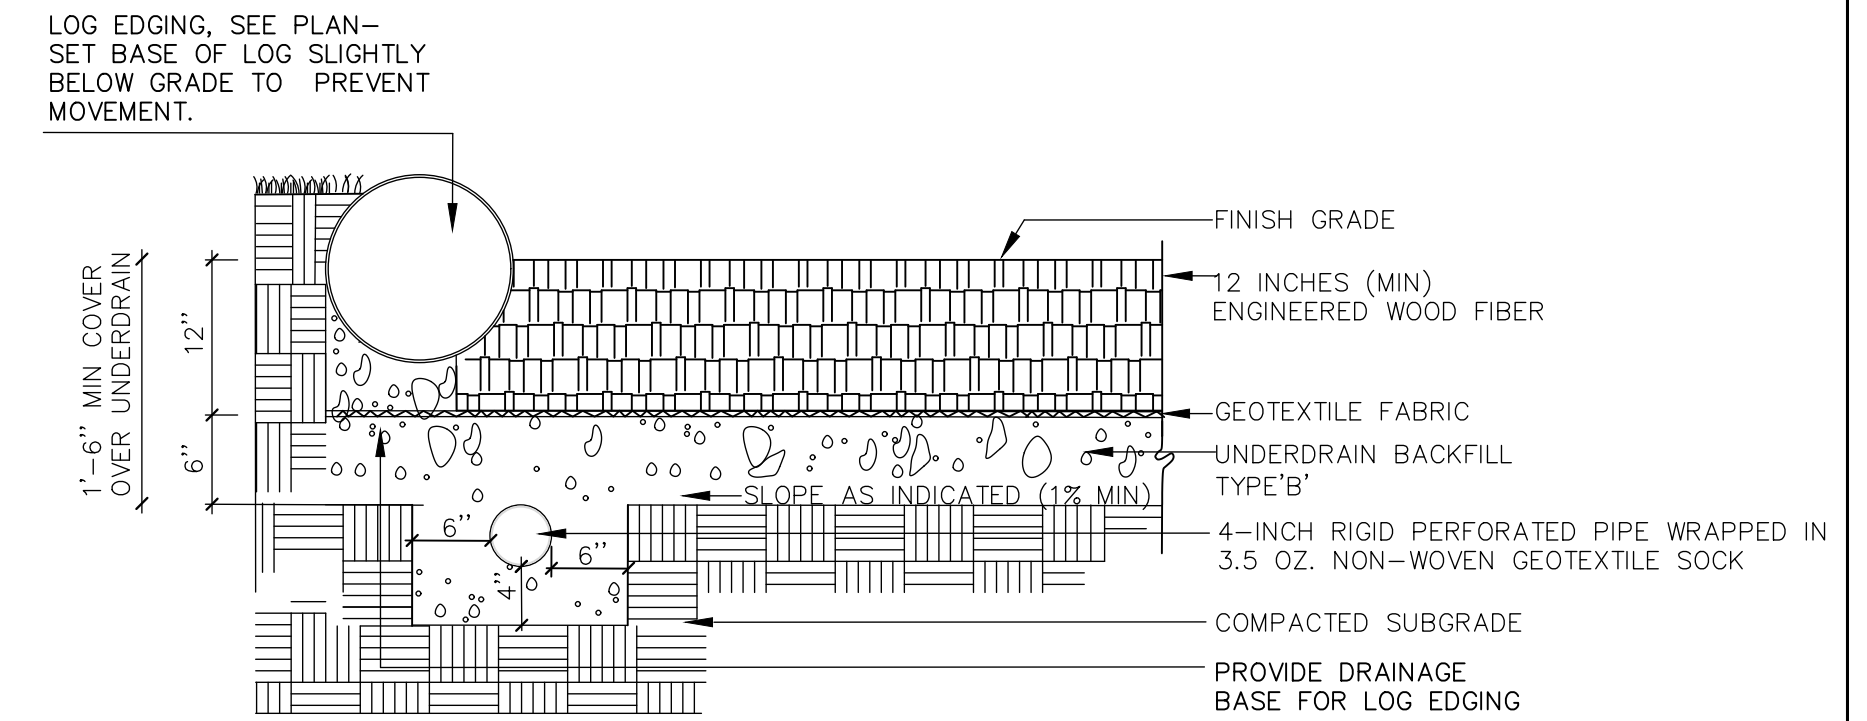 LOG EDGING, SEE PLAN–
SET BASE OF LOG SLIGHTLY
BELOW GRADE TO PREVENT
MOVEMENT.
FINISH GRADE
12 INCHES (MIN)
ENGINEERED WOOD FIBER
1'–6" MIN COVER
OVER UNDERDRAIN
12"
6"
GEOTEXTILE FABRIC
UNDERDRAIN BACKFILL
TYPE'B'
SLOPE AS INDICATED (1% MIN)
6"
6"
4"
4–INCH RIGID PERFORATED PIPE WRAPPED IN
3.5 OZ. NON–WOVEN GEOTEXTILE SOCK
COMPACTED SUBGRADE
PROVIDE DRAINAGE
BASE FOR LOG EDGING